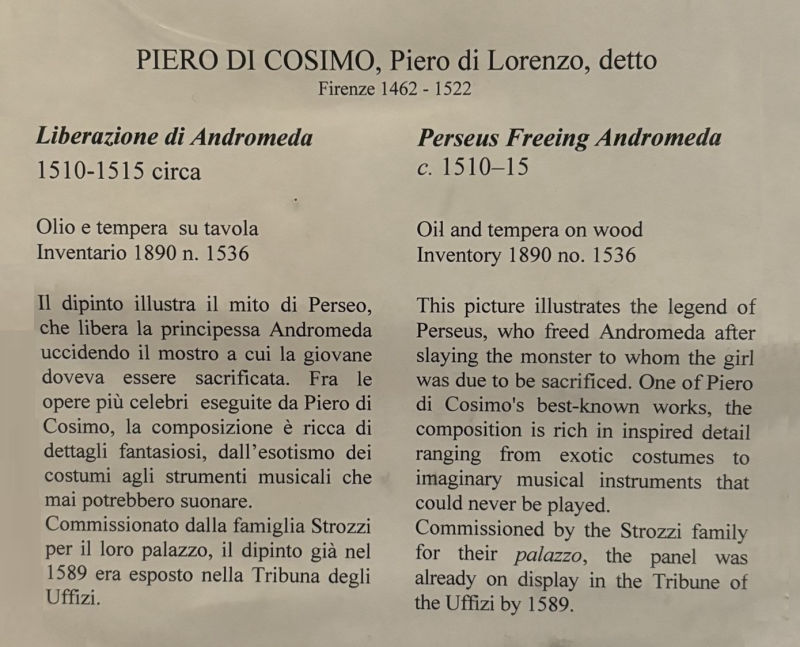 PIERO DI COSIMO, Piero di Lorenzo, detto
Firenze 1462 - 1522
Liberazione di Andromeda
1510-1515 circa
Olio e tempera su tavola
Inventario 1890 n. 1536
Il dipinto illustra il mito di Perseo,
che libera la principessa Andromeda
uccidendo il mostro a cui la giovane
doveva essere sacrificata. Fra le
opere più celebri eseguite da Piero di
Cosimo, la composizione è ricca di
dettagli fantasiosi, dall’esotismo dei
costumi agli strumenti musicali che
mai potrebbero suonare.
Commissionato dalla famiglia Strozzi
per il loro palazzo, il dipinto già nel
1589 era esposto nella Tribuna degli
Uffizi.
Perseus Freeing Andromeda
c. 1510–15
Oil and tempera on wood
Inventory 1890 no. 1536
This picture illustrates the legend of
Perseus, who freed Andromeda after
slaying the monster to whom the girl
was due to be sacrificed. One of Piero
di Cosimo's best-known works, the
composition is rich in inspired detail
ranging from exotic costumes to
imaginary musical instruments that
could never be played.
Commissioned by the Strozzi family
for their palazzo, the panel was
already on display in the Tribune of
the Uffizi by 1589.